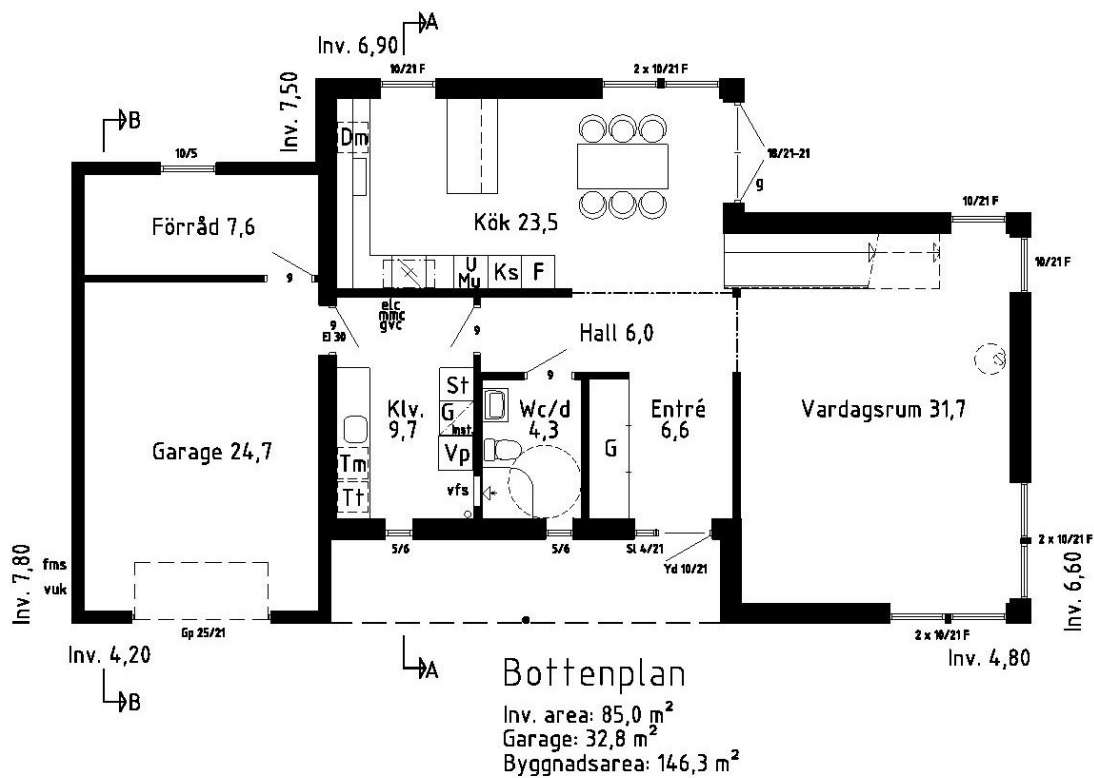 A
Inv. 6,90
10/21 F
2 x 10/21 F
Inv. 7,50
B
10/5
Dm
18/21-21
g
10/21 F
Förråd 7,6
Kök 23,5
10/21 F
U
Mu
Ks
F
9
elc
mmc
gvc
9
EI 30
9
Hall 6,0
9
St
G
Inst.
Vp
Klv.
9,7
Wc/d
4,3
G
Entré
6,6
Vardagsrum 31,7
Garage 24,7
Tm
Tt
vfs
5/6
5/6
Sl 4/21
Yd 10/21
2 x 10/21 F
Inv. 7,80
fms
vuk
Inv. 6,60
Gp 25/21
2 x 10/21 F
Inv. 4,20
Inv. 4,80
B
A
Bottenplan
Inv. area: 85,0 m²
Garage: 32,8 m²
Byggnadsarea: 146,3 m²